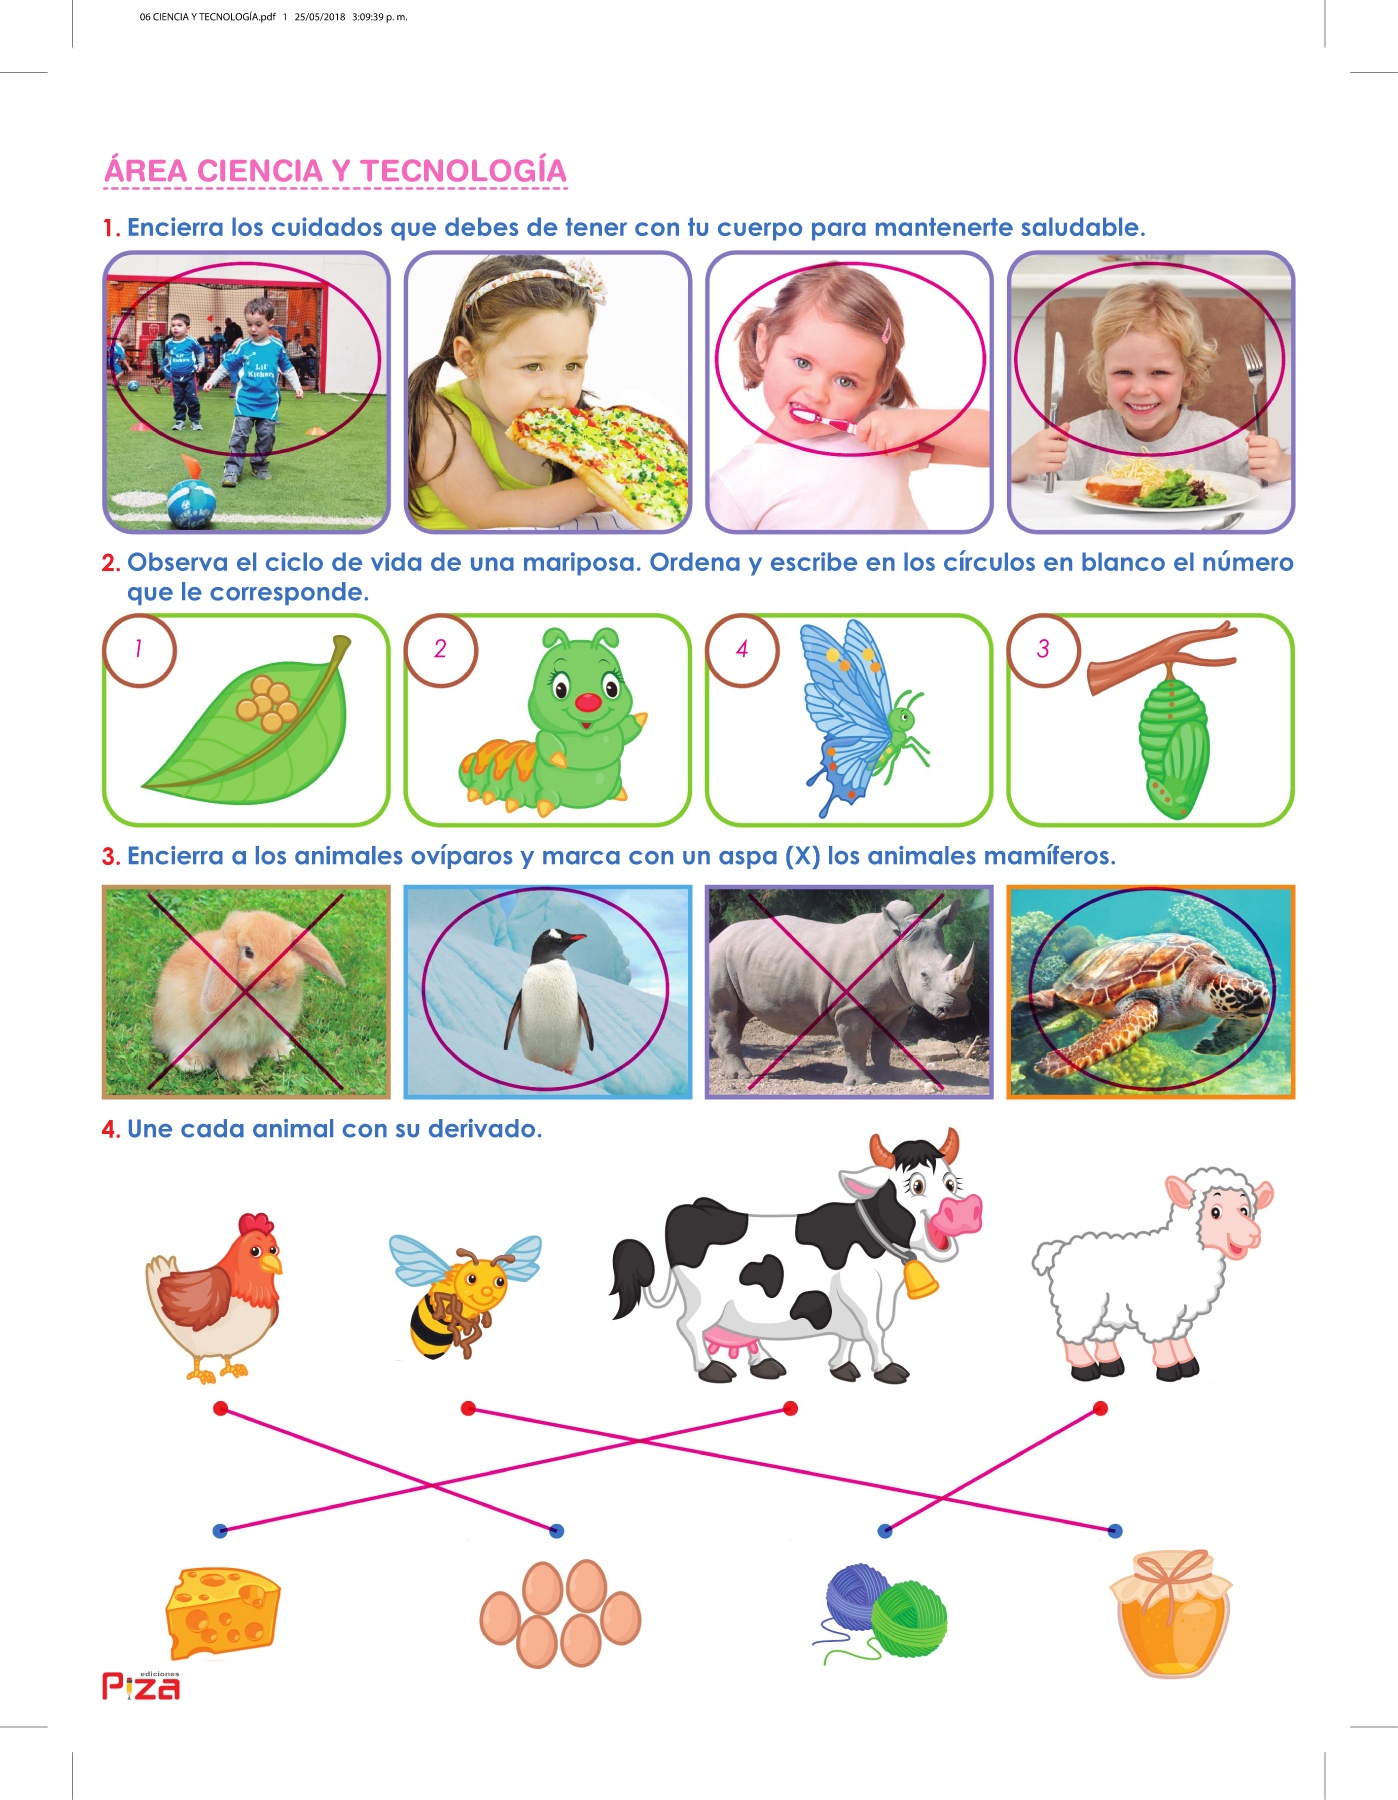 06 CIENCIA Y TECNOLOGÍA.pdf 1 25/05/2018 3:09:39 p. m.
ÁREA CIENCIA Y TECNOLOGÍA
1. Encierra los cuidados que debes de tener con tu cuerpo para mantenerte saludable.
LiL' Kickers
2. Observa el ciclo de vida de una mariposa. Ordena y escribe en los círculos en blanco el número
que le corresponde.
1
2
4
3
3. Encierra a los animales ovíparos y marca con un aspa (X) los animales mamíferos.
4. Une cada animal con su derivado.
ediciones
Piza